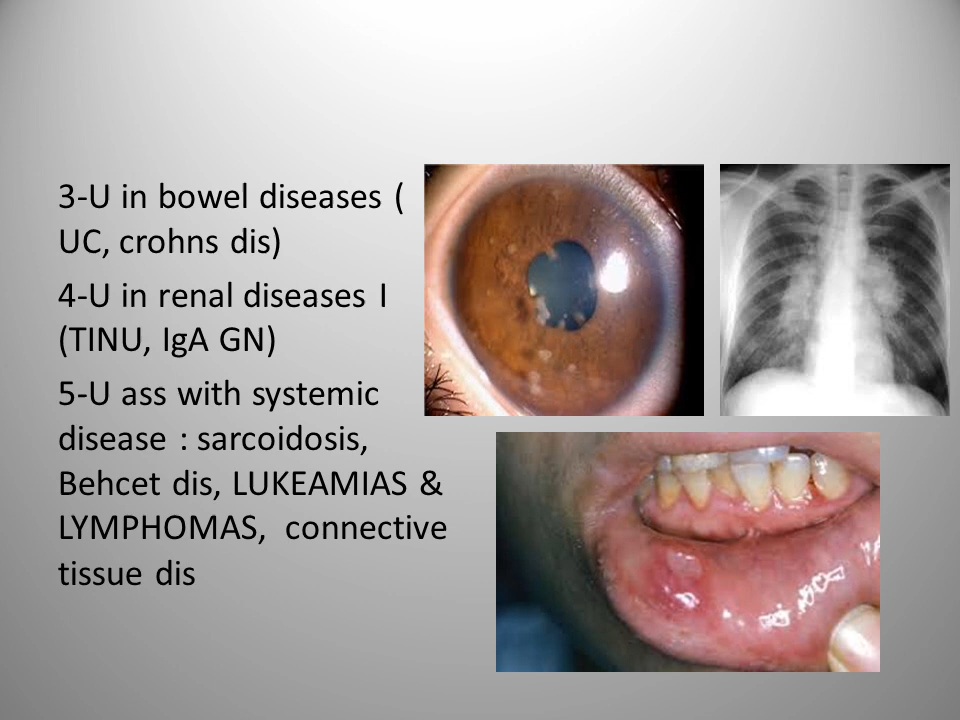 3-U in bowel diseases (
UC, crohns dis)
4-U in renal diseases I
(TINU, IgA GN)
5-U ass with systemic
disease : sarcoidosis,
Behcet dis, LUKEAMIAS &
LYMPHOMAS, connective
tissue dis